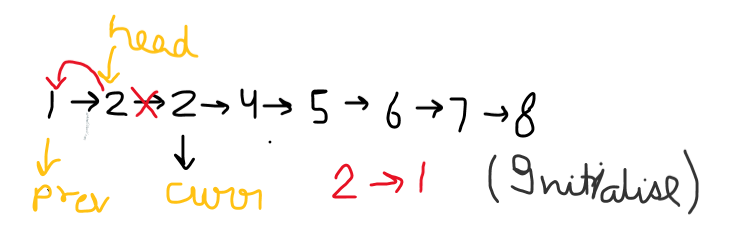 head
1 → 2 → 2 → 4 → 5 → 6 → 7 → 8
prev curr 2 → 1 (Initialise)